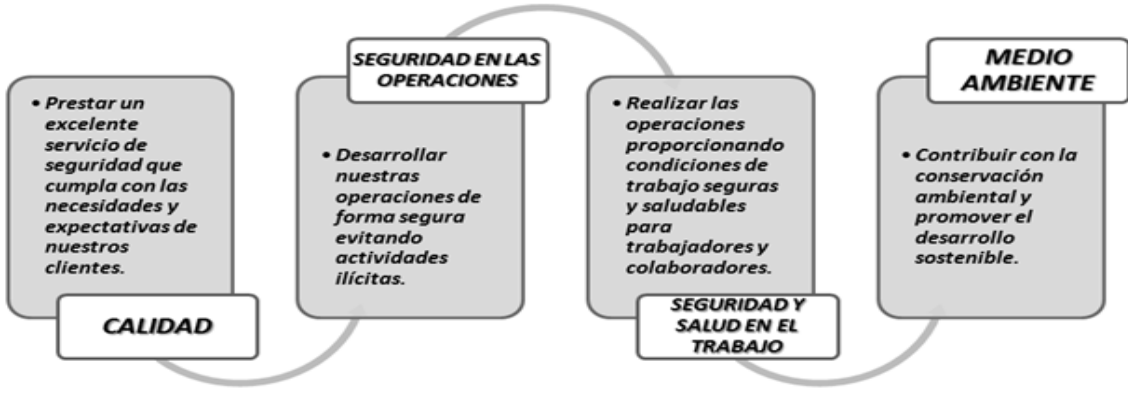 • Prestar un
excelente
servicio de
seguridad que
cumpla con las
necesidades y
expectativas de
nuestros
clientes.
CALIDAD
SEGURIDAD EN LAS
OPERACIONES
• Desarrollar
nuestras
operaciones de
forma segura
evitando
actividades
ilícitas.
• Realizar las
operaciones
proporcionando
condiciones de
trabajo seguras
y saludables
para
trabajadores y
colaboradores.
SEGURIDAD Y
SALUD EN EL
TRABAJO
MEDIO
AMBIENTE
• Contribuir con la
conservación
ambiental y
promover el
desarrollo
sostenible.